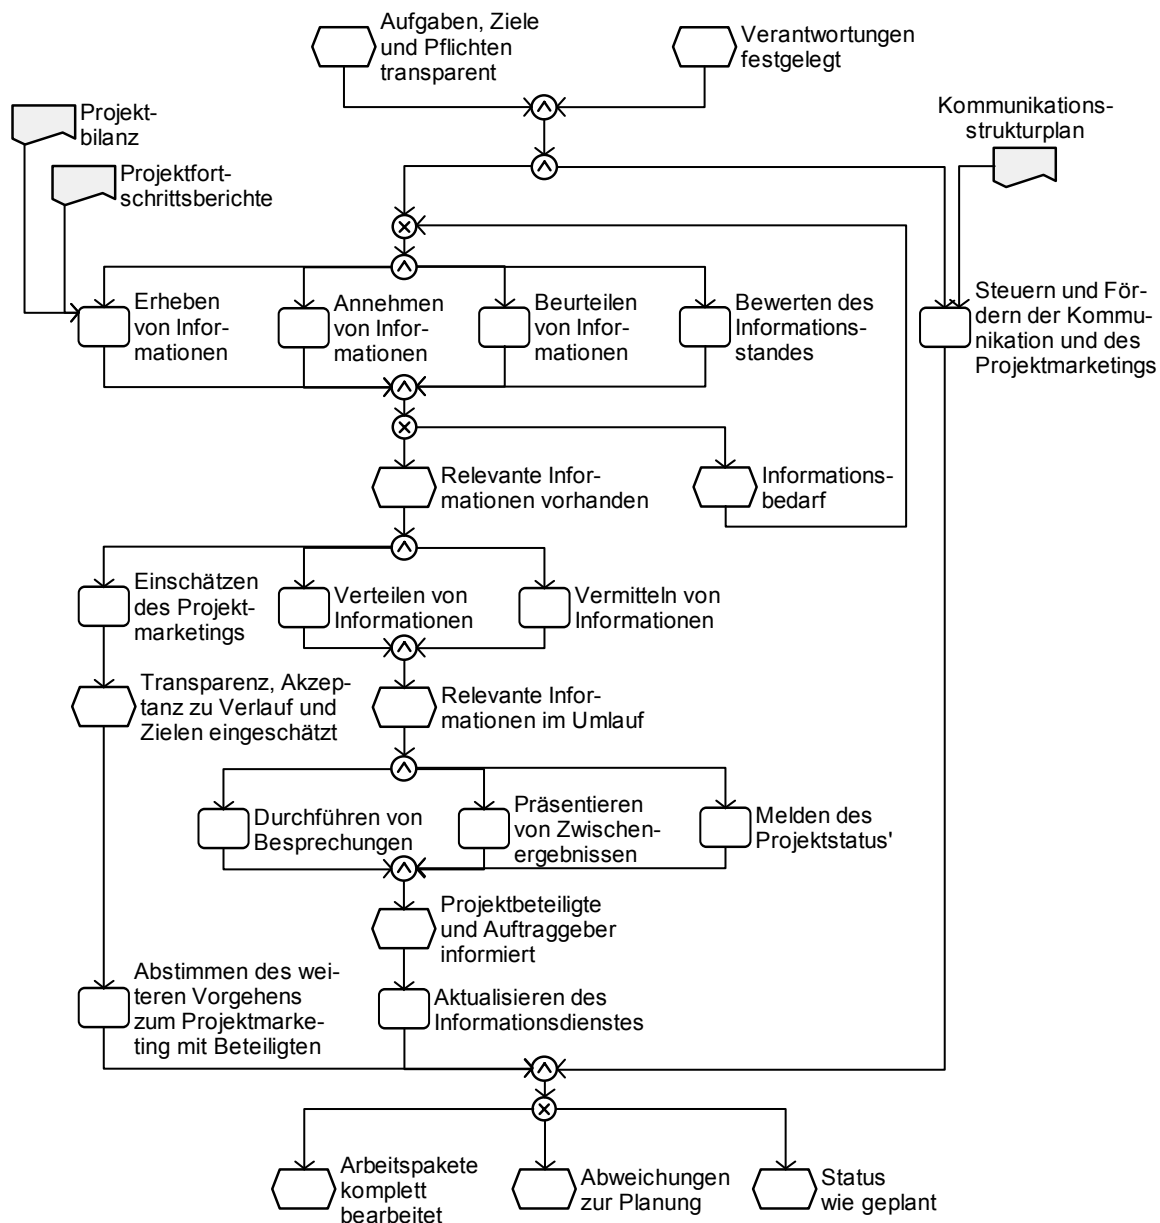 Aufgaben, Ziele
und Pflichten
transparent
Verantwortungen
festgelegt
Projekt-
bilanz
Kommunikations-
strukturplan
Projektfort-
schrittsberichte
Erheben
von Infor-
mationen
Annehmen
von Infor-
mationen
Beurteilen
von Infor-
mationen
Bewerten des
Informations-
standes
Steuern und För-
dern der Kommu-
nikation und des
Projektmarketings
Relevante Infor-
mationen vorhanden
Informations-
bedarf
Einschätzen
des Projekt-
marketings
Verteilen von
Informationen
Vermitteln von
Informationen
Transparenz, Akzep-
tanz zu Verlauf und
Zielen eingeschätzt
Relevante Infor-
mationen im Umlauf
Durchführen von
Besprechungen
Präsentieren
von Zwischen-
ergebnissen
Melden des
Projektstatus'
Projektbeteiligte
und Auftraggeber
informiert
Abstimmen des wei-
teren Vorgehens
zum Projektmarke-
ting mit Beteiligten
Aktualisieren des
Informationsdienstes
Arbeitspakete
komplett
bearbeitet
Abweichungen
zur Planung
Status
wie geplant